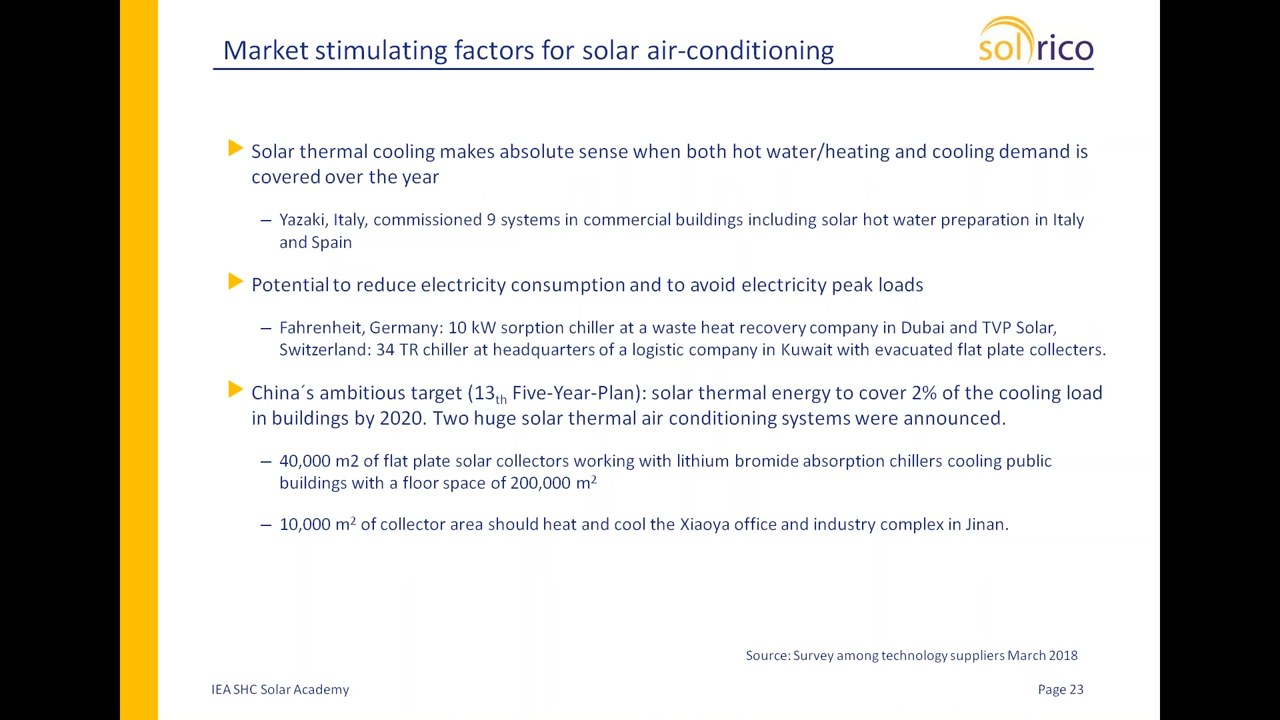 Market stimulating factors for solar air-conditioning
solrico
Solar thermal cooling makes absolute sense when both hot water/heating and cooling demand is
covered over the year
– Yazaki, Italy, commissioned 9 systems in commercial buildings including solar hot water preparation in Italy
and Spain
Potential to reduce electricity consumption and to avoid electricity peak loads
– Fahrenheit, Germany: 10 kW sorption chiller at a waste heat recovery company in Dubai and TVP Solar,
Switzerland: 34 TR chiller at headquarters of a logistic company in Kuwait with evacuated flat plate collecters.
China´s ambitious target (13th Five-Year-Plan): solar thermal energy to cover 2% of the cooling load
in buildings by 2020. Two huge solar thermal air conditioning systems were announced.
– 40,000 m2 of flat plate solar collectors working with lithium bromide absorption chillers cooling public
buildings with a floor space of 200,000 m²
– 10,000 m² of collector area should heat and cool the Xiaoya office and industry complex in Jinan.
Source: Survey among technology suppliers March 2018
IEA SHC Solar Academy
Page 23